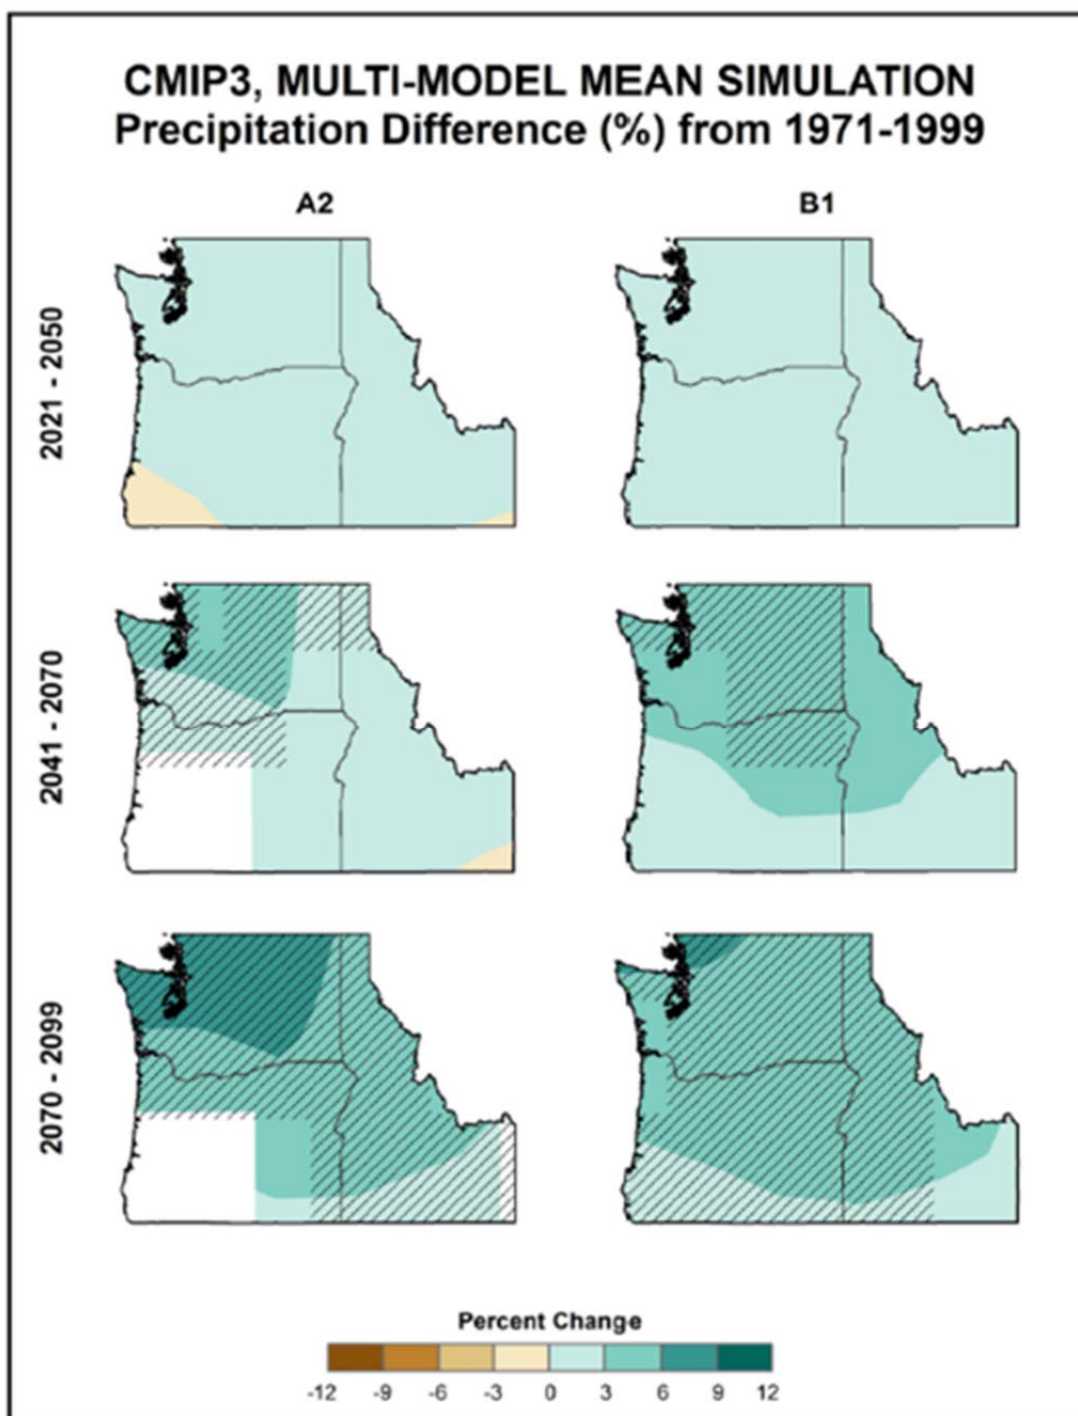 CMIP3, MULTI-MODEL MEAN SIMULATION
Precipitation Difference (%) from 1971-1999
A2
B1
2021 - 2050
2041 - 2070
2070 - 2099
Percent Change
-12 -9 -6 -3 0 3 6 9 12